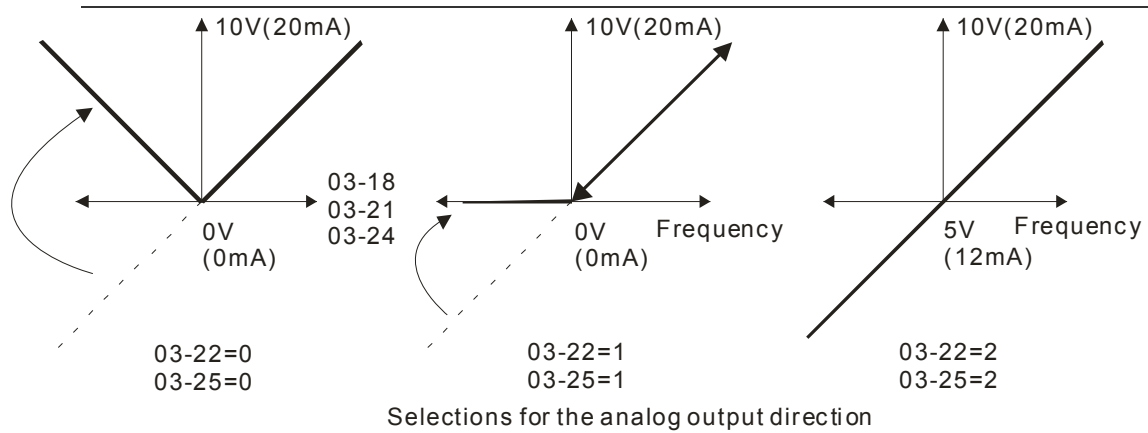 10V(20mA)
03-18
03-21
03-24
0V
(0mA)
03-22=0
03-25=0
10V(20mA)
0V
(0mA)
Frequency
03-22=1
03-25=1
10V(20mA)
5V
(12mA)
Frequency
03-22=2
03-25=2
Selections for the analog output direction